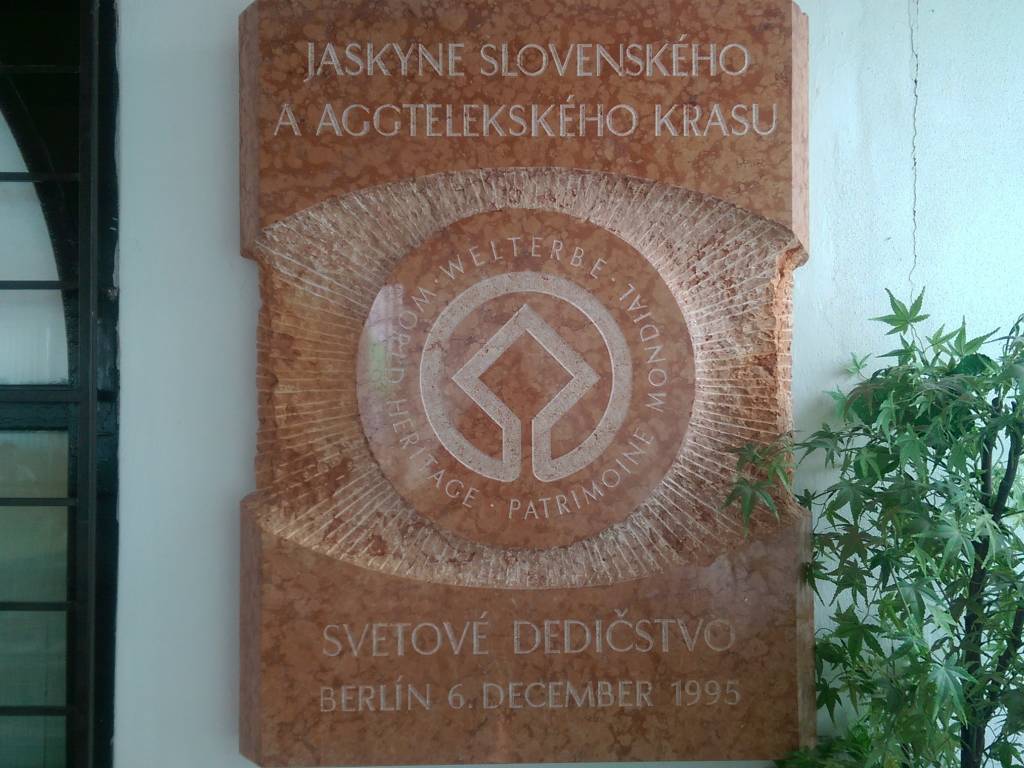 JASKYNE SLOVENSKÉHO
A AGGTELEKSKÉHO KRASU
WORLD HERITAGE · WELTERBE · PATRIMOINE MONDIAL
SVETOVÉ DEDIČSTVO
BERLÍN 6. DECEMBER 1995